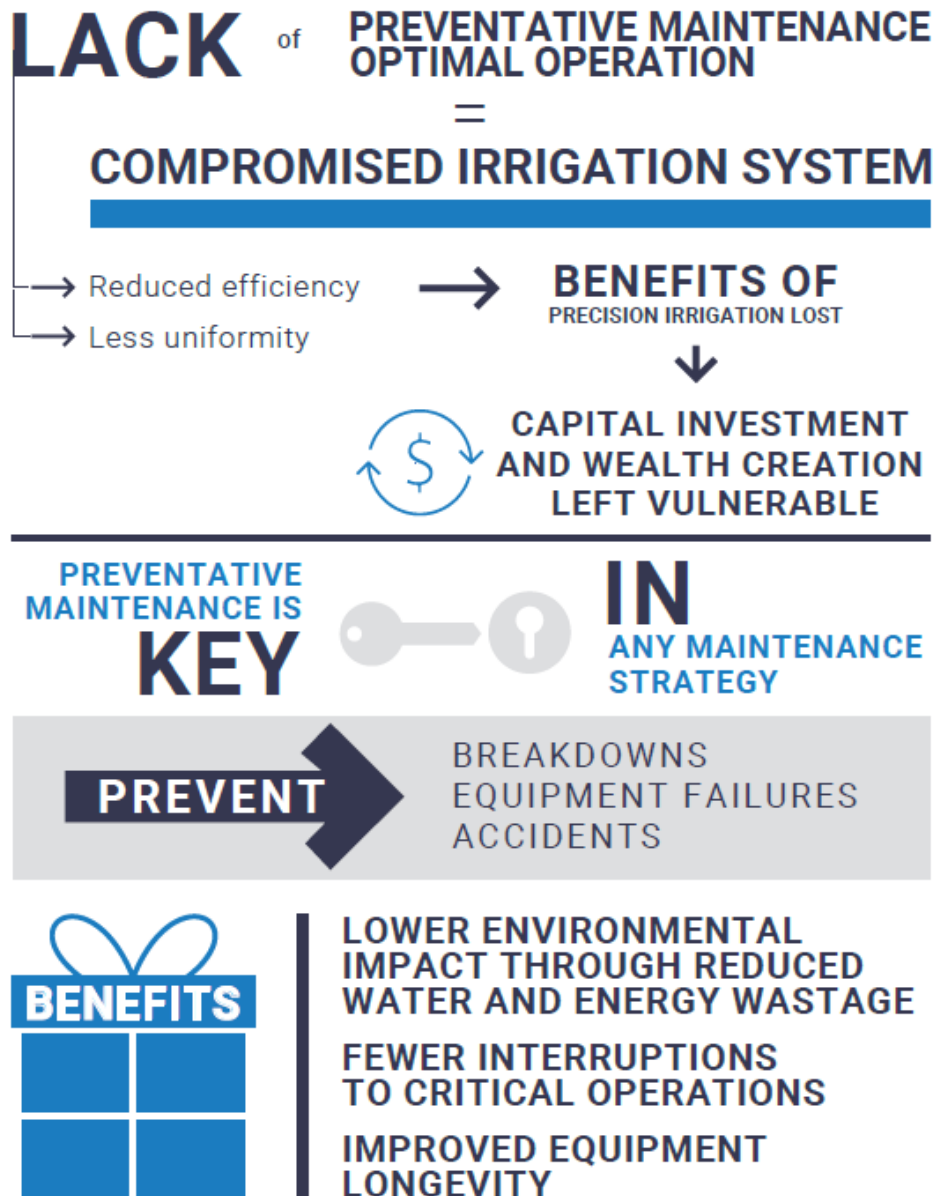 LACK of PREVENTATIVE MAINTENANCE
OPTIMAL OPERATION
=
COMPROMISED IRRIGATION SYSTEM
Reduced efficiency
Less uniformity
BENEFITS OF
PRECISION IRRIGATION LOST
$
CAPITAL INVESTMENT
AND WEALTH CREATION
LEFT VULNERABLE
PREVENTATIVE
MAINTENANCE IS
KEY
IN
ANY MAINTENANCE
STRATEGY
PREVENT
BREAKDOWNS
EQUIPMENT FAILURES
ACCIDENTS
BENEFITS
LOWER ENVIRONMENTAL
IMPACT THROUGH REDUCED
WATER AND ENERGY WASTAGE
FEWER INTERRUPTIONS
TO CRITICAL OPERATIONS
IMPROVED EQUIPMENT
LONGEVITY